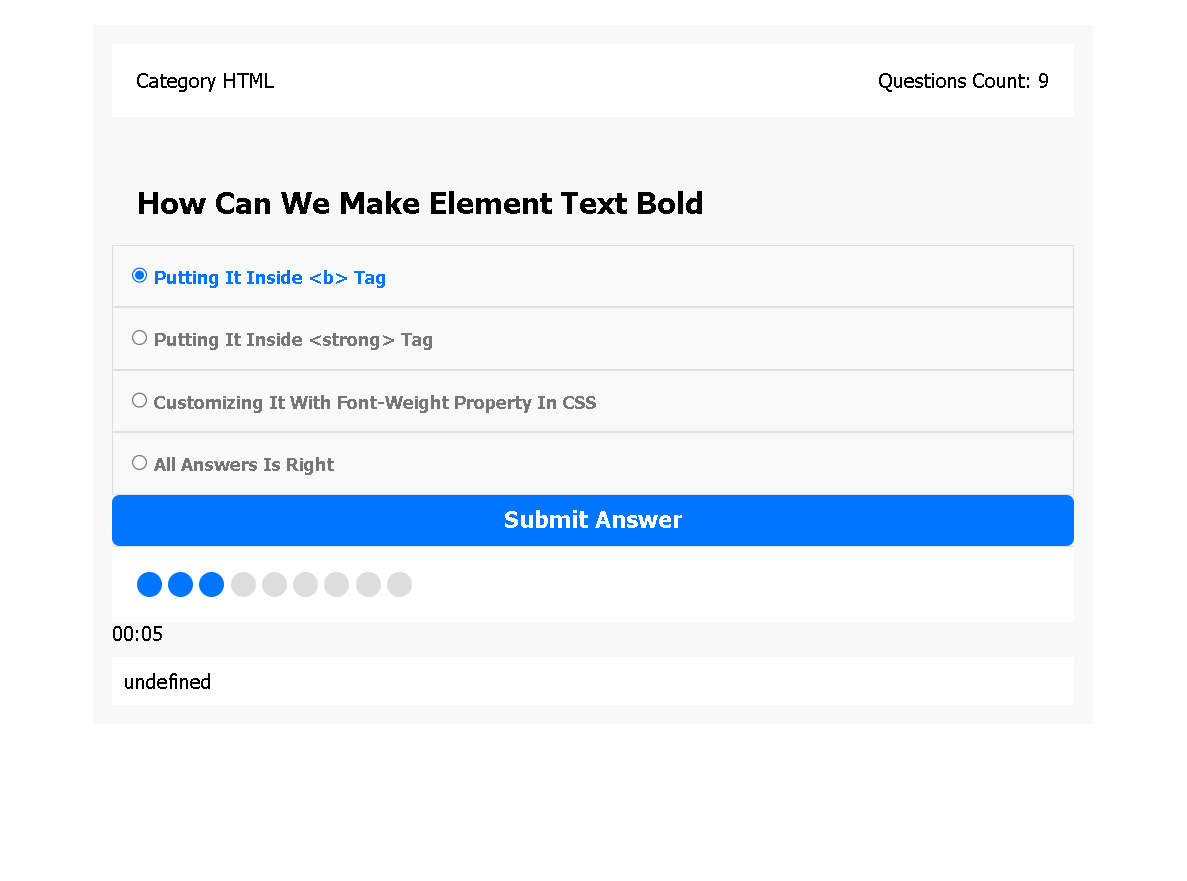 Category HTML
Questions Count: 9
How Can We Make Element Text Bold
Putting It Inside <b> Tag
Putting It Inside <strong> Tag
Customizing It With Font-Weight Property In CSS
All Answers Is Right
Submit Answer
00:05
undefined